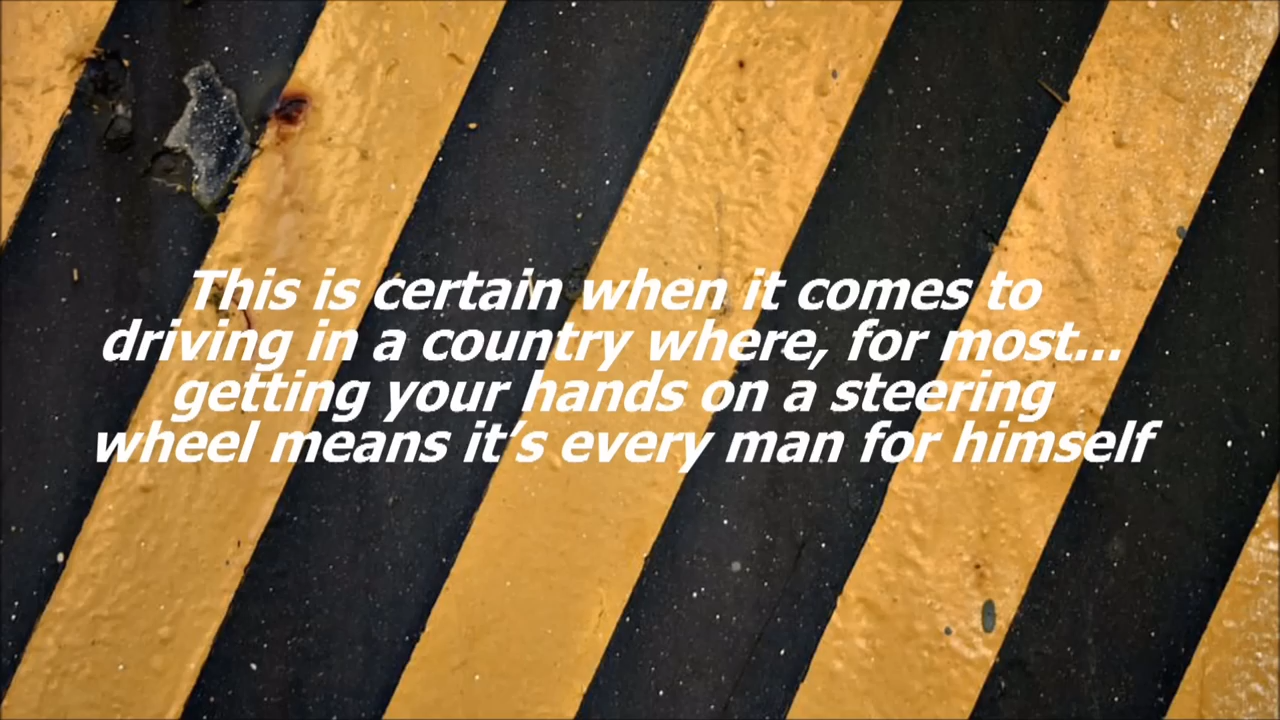 This is certain when it comes to
driving in a country where, for most...
getting your hands on a steering
wheel means it’s every man for himself